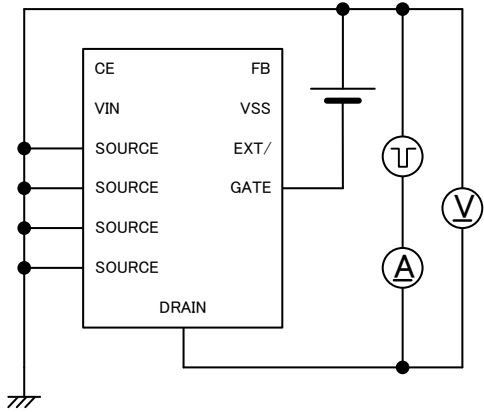 CE FB
VIN VSS
SOURCE EXT/
SOURCE GATE
SOURCE
SOURCE
DRAIN
V
A